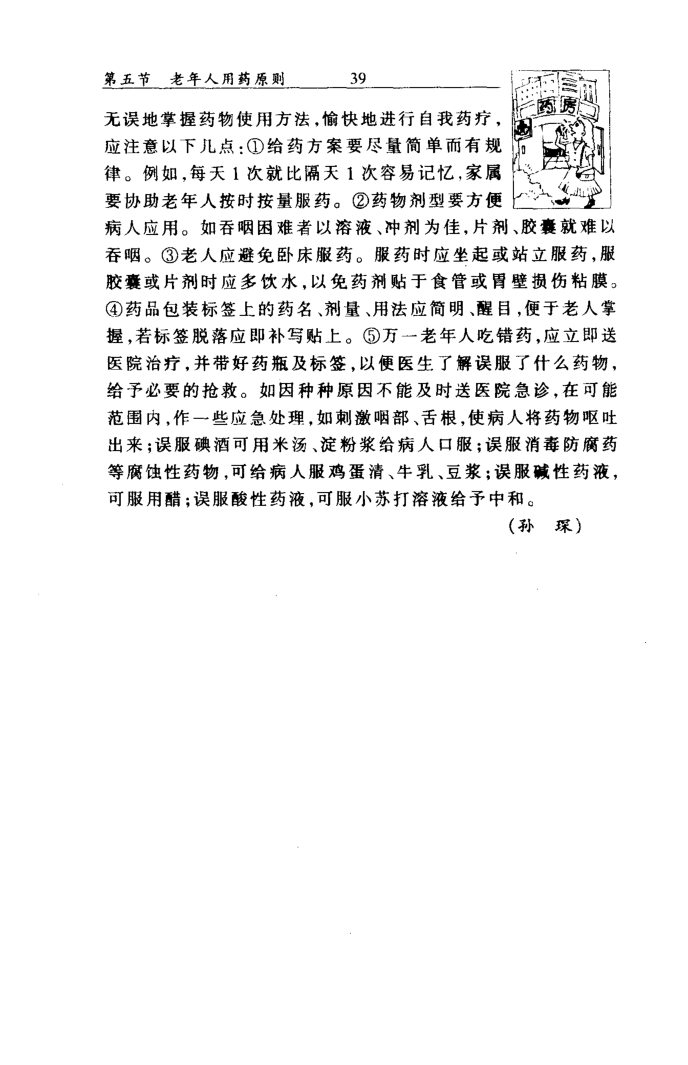 第五节 老年人用药原则 39
药房
无误地掌握药物使用方法,愉快地进行自我药疗,
应注意以下几点:①给药方案要尽量简单而有规
律。例如,每天1次就比隔天1次容易记忆,家属
要协助老年人按时按量服药。②药物剂型要方便
病人应用。如吞咽困难者以溶液、冲剂为佳,片剂、胶囊就难以
吞咽。③老人应避免卧床服药。服药时应坐起或站立服药,服
胶囊或片剂时应多饮水,以免药剂贴于食管或胃壁损伤粘膜。
④药品包装标签上的药名、剂量、用法应简明、醒目,便于老人掌
握,若标签脱落应即补写贴上。⑤万一老年人吃错药,应立即送
医院治疗,并带好药瓶及标签,以便医生了解误服了什么药物,
给予必要的抢救。如因种种原因不能及时送医院急诊,在可能
范围内,作一些应急处理,如刺激咽部、舌根,使病人将药物呕吐
出来;误服碘酒可用米汤、淀粉浆给病人口服;误服消毒防腐药
等腐蚀性药物,可给病人服鸡蛋清、牛乳、豆浆;误服碱性药液,
可服用醋;误服酸性药液,可服小苏打溶液给予中和。
(孙 琛)